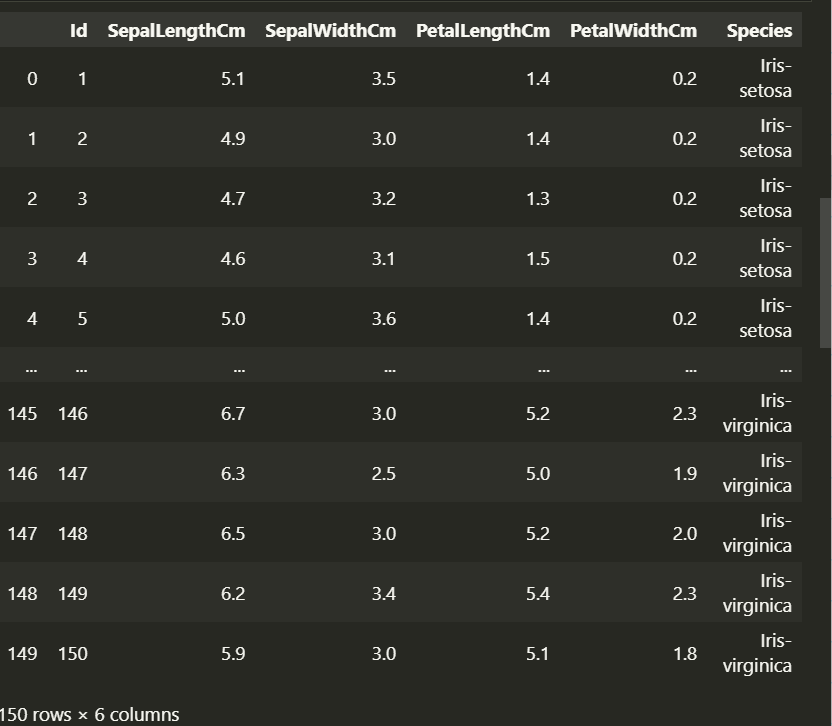 Id SepalLengthCm SepalWidthCm PetalLengthCm PetalWidthCm Species
0 1 5.1 3.5 1.4 0.2 Iris-
setosa
1 2 4.9 3.0 1.4 0.2 Iris-
setosa
2 3 4.7 3.2 1.3 0.2 Iris-
setosa
3 4 4.6 3.1 1.5 0.2 Iris-
setosa
4 5 5.0 3.6 1.4 0.2 Iris-
setosa
... ... ... ... ... ... ...
145 146 6.7 3.0 5.2 2.3 Iris-
virginica
146 147 6.3 2.5 5.0 1.9 Iris-
virginica
147 148 6.5 3.0 5.2 2.0 Iris-
virginica
148 149 6.2 3.4 5.4 2.3 Iris-
virginica
149 150 5.9 3.0 5.1 1.8 Iris-
virginica
150 rows × 6 columns